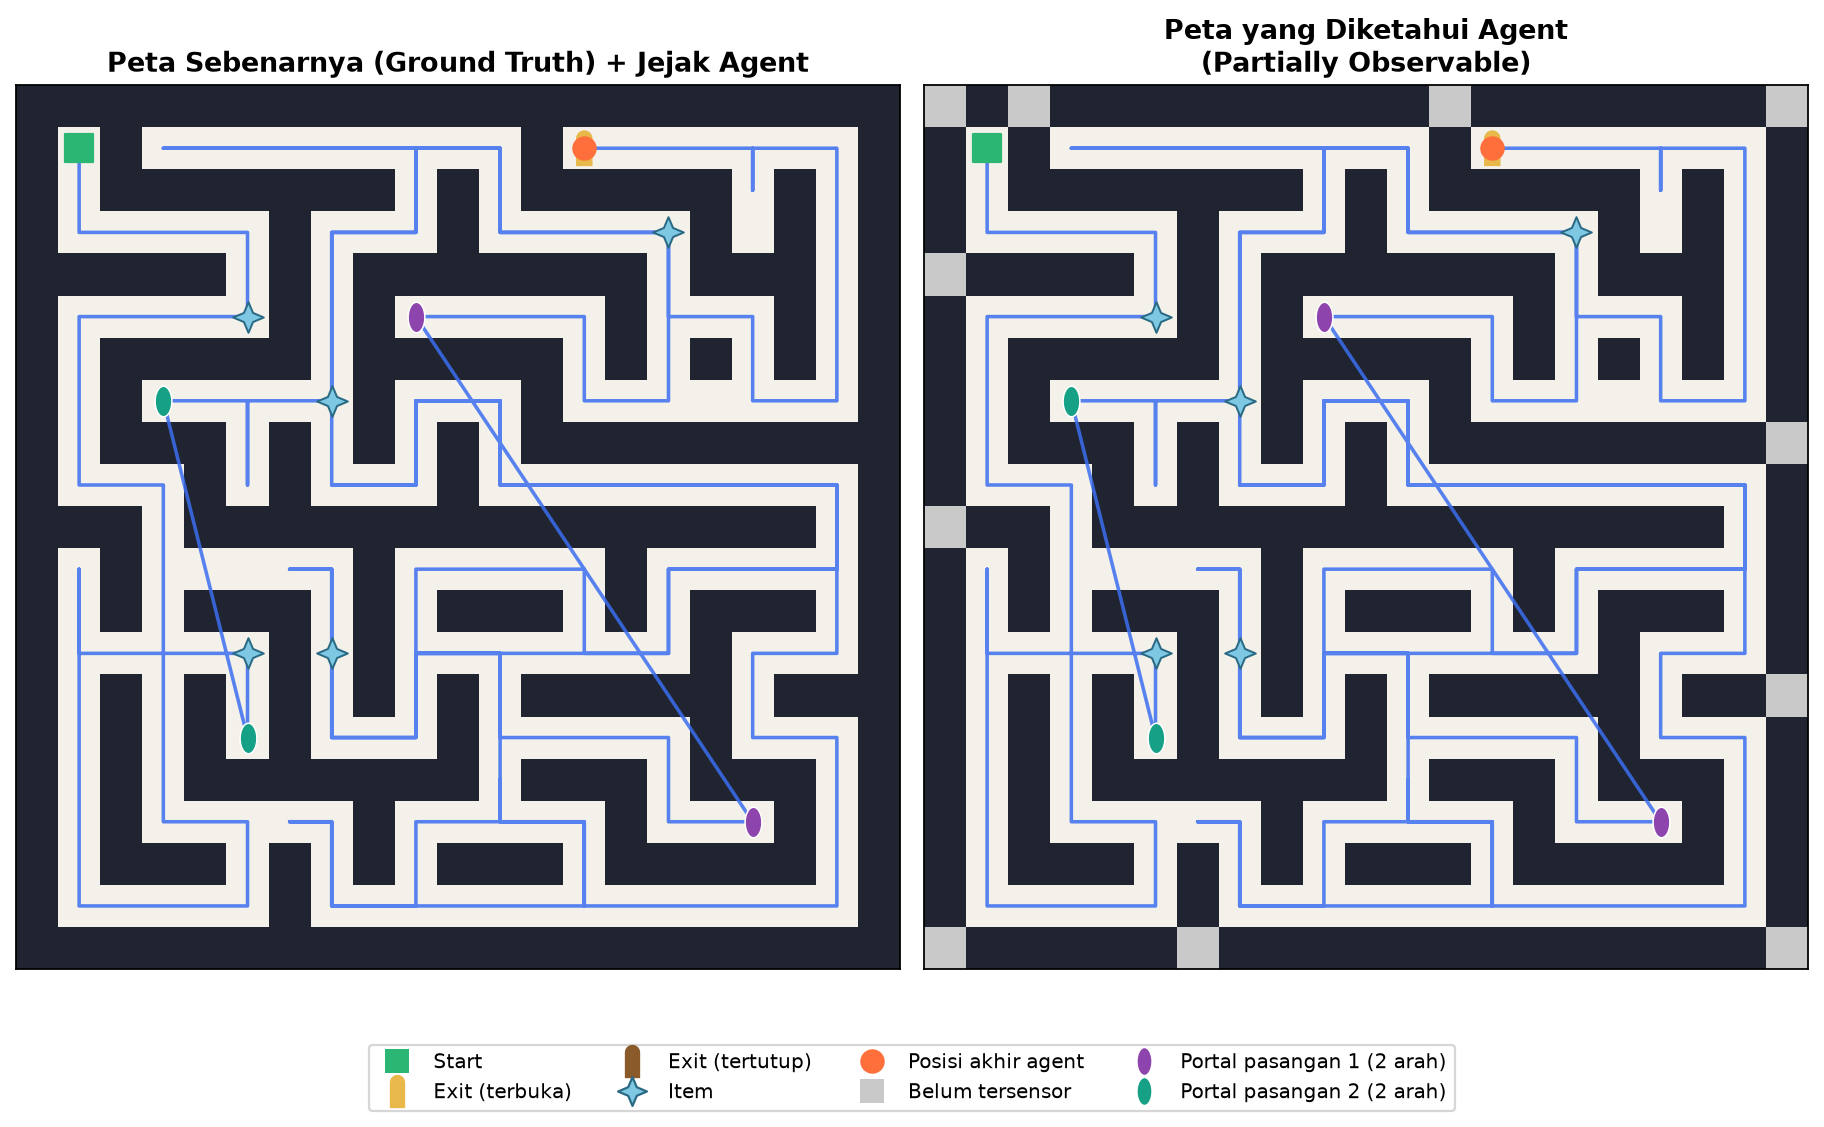 Peta Sebenarnya (Ground Truth) + Jejak Agent
Peta yang Diketahui Agent
(Partially Observable)
Start
Exit (terbuka)
Exit (tertutup)
Item
Posisi akhir agent
Belum tersensor
Portal pasangan 1 (2 arah)
Portal pasangan 2 (2 arah)